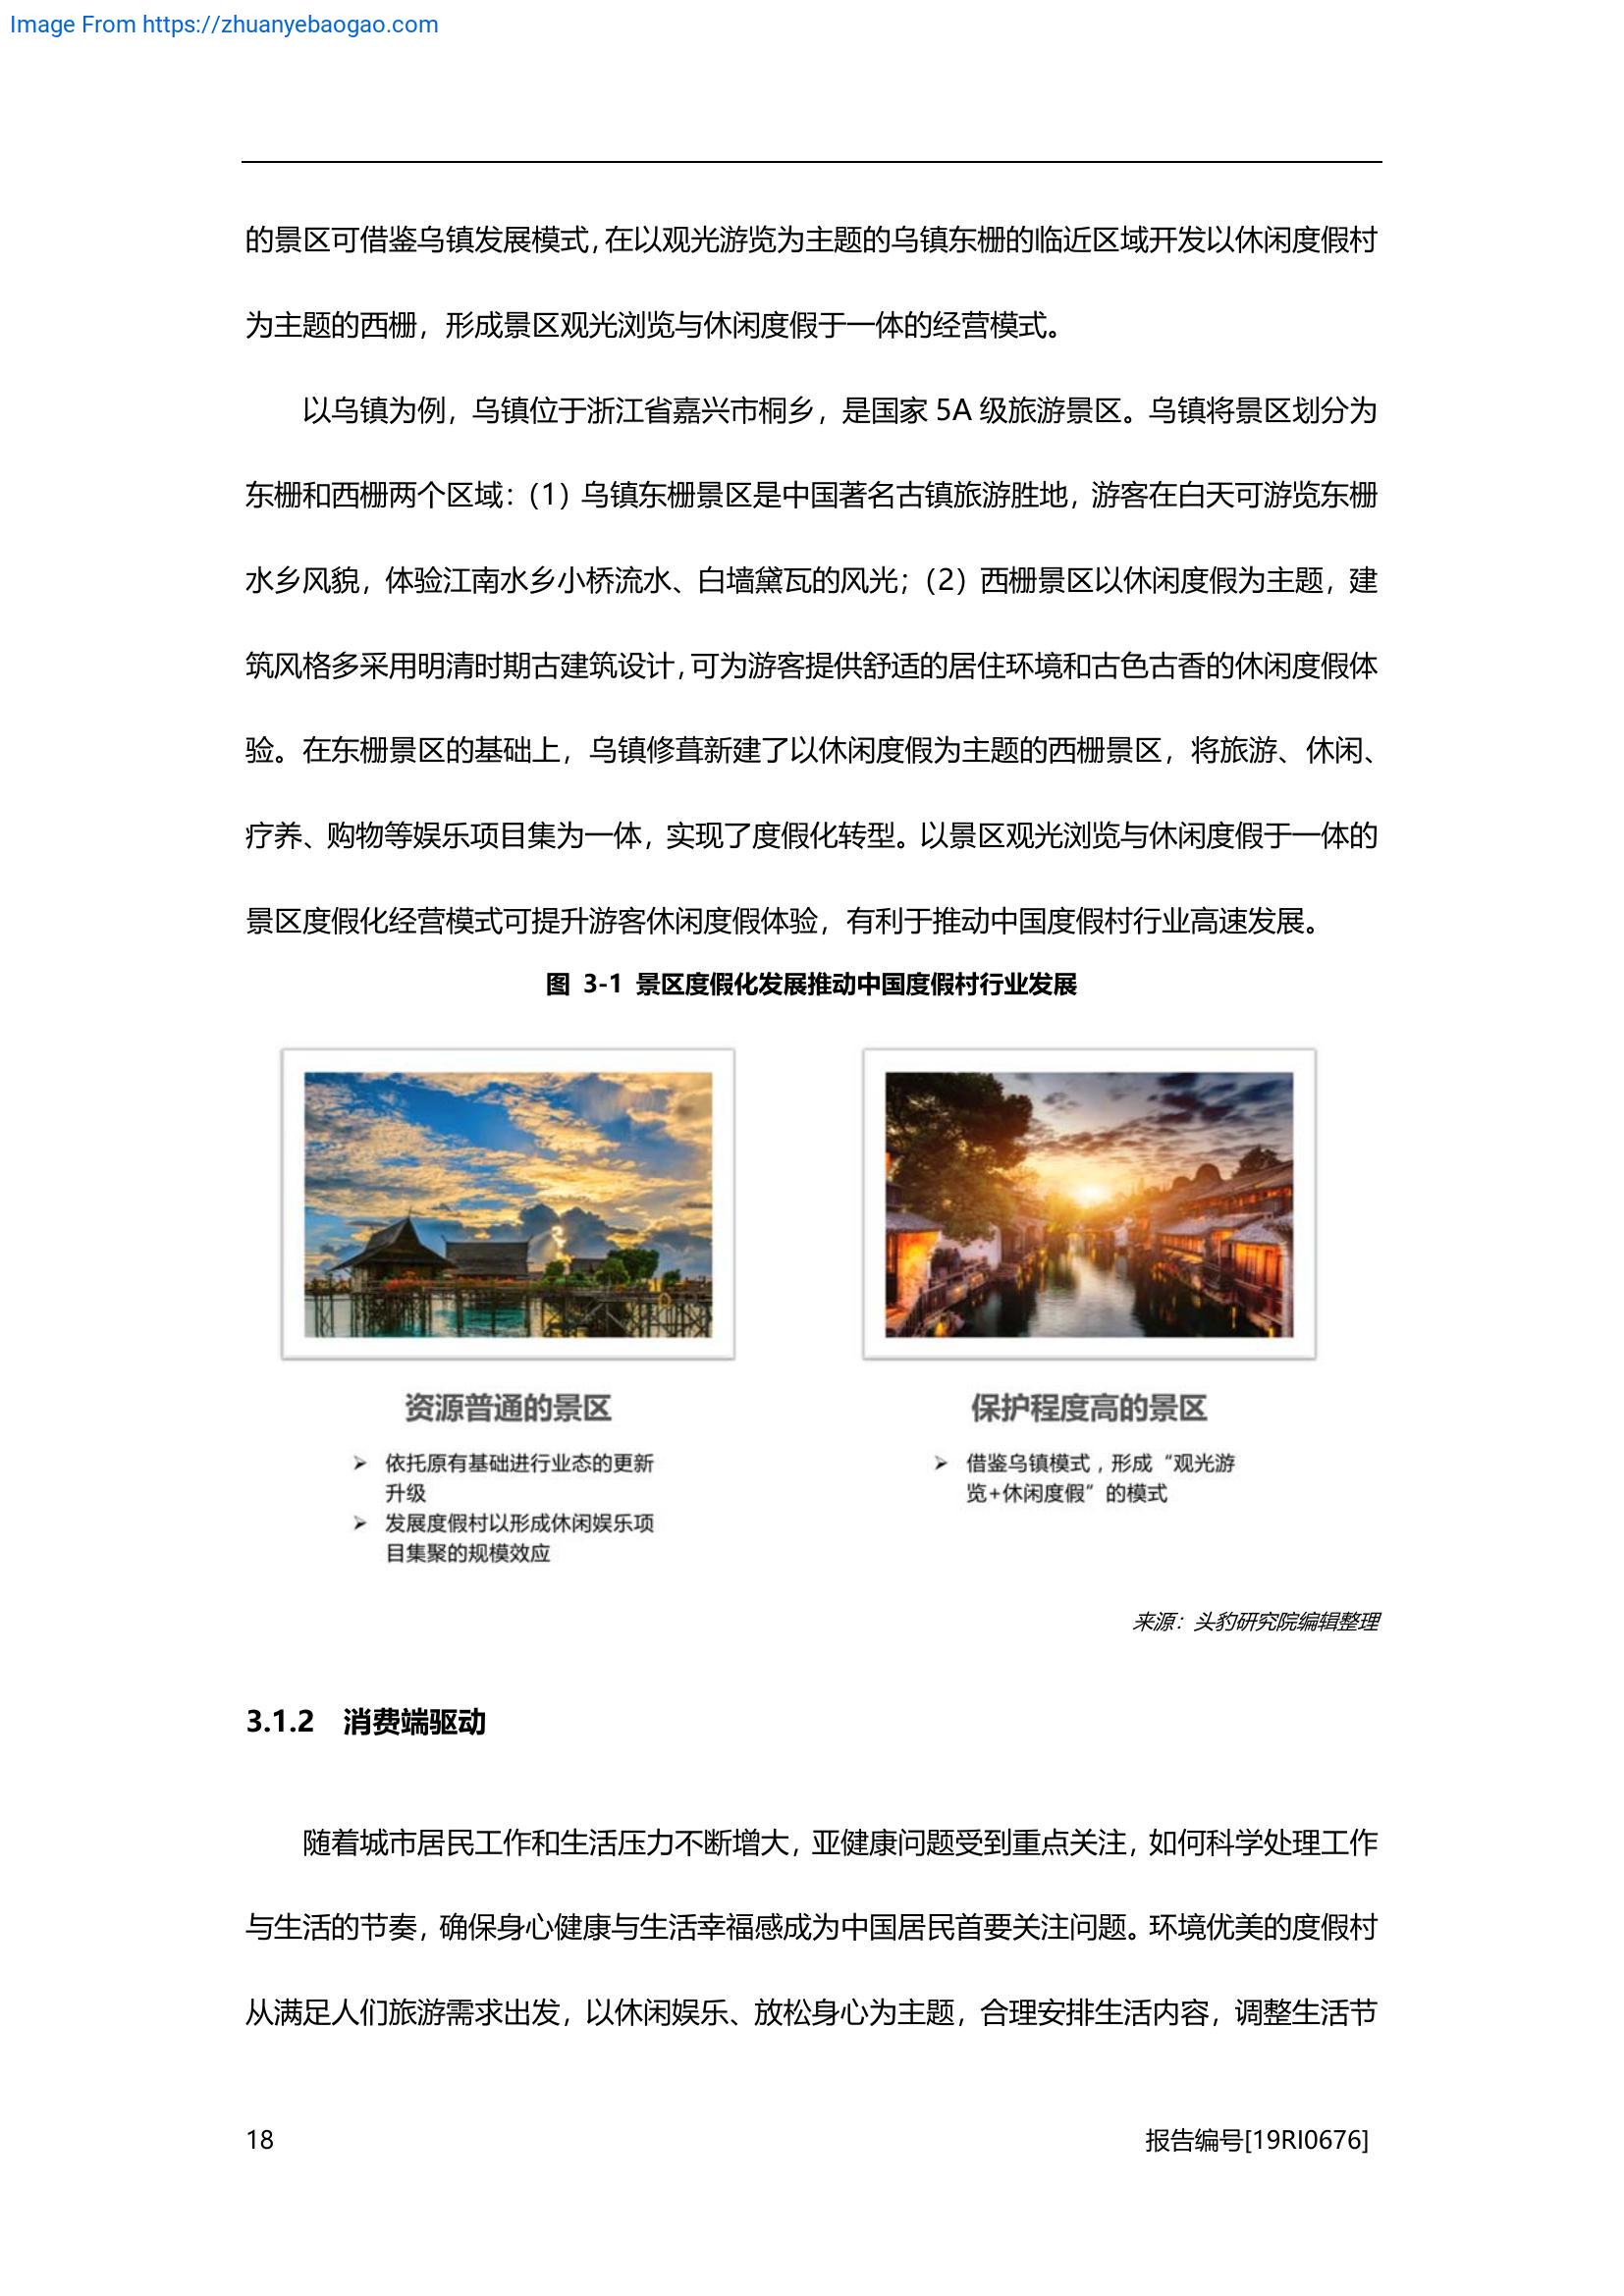 Image From https://zhuanyebaogao.com
的景区可借鉴乌镇发展模式，在以观光游览为主题的乌镇东栅的临近区域开发以休闲度假村
为主题的西栅，形成景区观光浏览与休闲度假于一体的经营模式。
以乌镇为例，乌镇位于浙江省嘉兴市桐乡，是国家 5A 级旅游景区。乌镇将景区划分为
东栅和西栅两个区域：（1）乌镇东栅景区是中国著名古镇旅游胜地，游客在白天可游览东栅
水乡风貌，体验江南水乡小桥流水、白墙黛瓦的风光；（2）西栅景区以休闲度假为主题，建
筑风格多采用明清时期古建筑设计，可为游客提供舒适的居住环境和古色古香的休闲度假体
验。在东栅景区的基础上，乌镇修葺新建了以休闲度假为主题的西栅景区，将旅游、休闲、
疗养、购物等娱乐项目集为一体，实现了度假化转型。以景区观光浏览与休闲度假于一体的
景区度假化经营模式可提升游客休闲度假体验，有利于推动中国度假村行业高速发展。
图 3-1 景区度假化发展推动中国度假村行业发展
资源普通的景区
➢ 依托原有基础进行业态的更新
升级
➢ 发展度假村以形成休闲娱乐项
目集聚的规模效应
保护程度高的景区
➢ 借鉴乌镇模式，形成“观光游
览+休闲度假”的模式
来源：头豹研究院编辑整理
3.1.2 消费端驱动
随着城市居民工作和生活压力不断增大，亚健康问题受到重点关注，如何科学处理工作
与生活的节奏，确保身心健康与生活幸福感成为中国居民首要关注问题。环境优美的度假村
从满足人们旅游需求出发，以休闲娱乐、放松身心为主题，合理安排生活内容，调整生活节
18
报告编号[19RI0676]